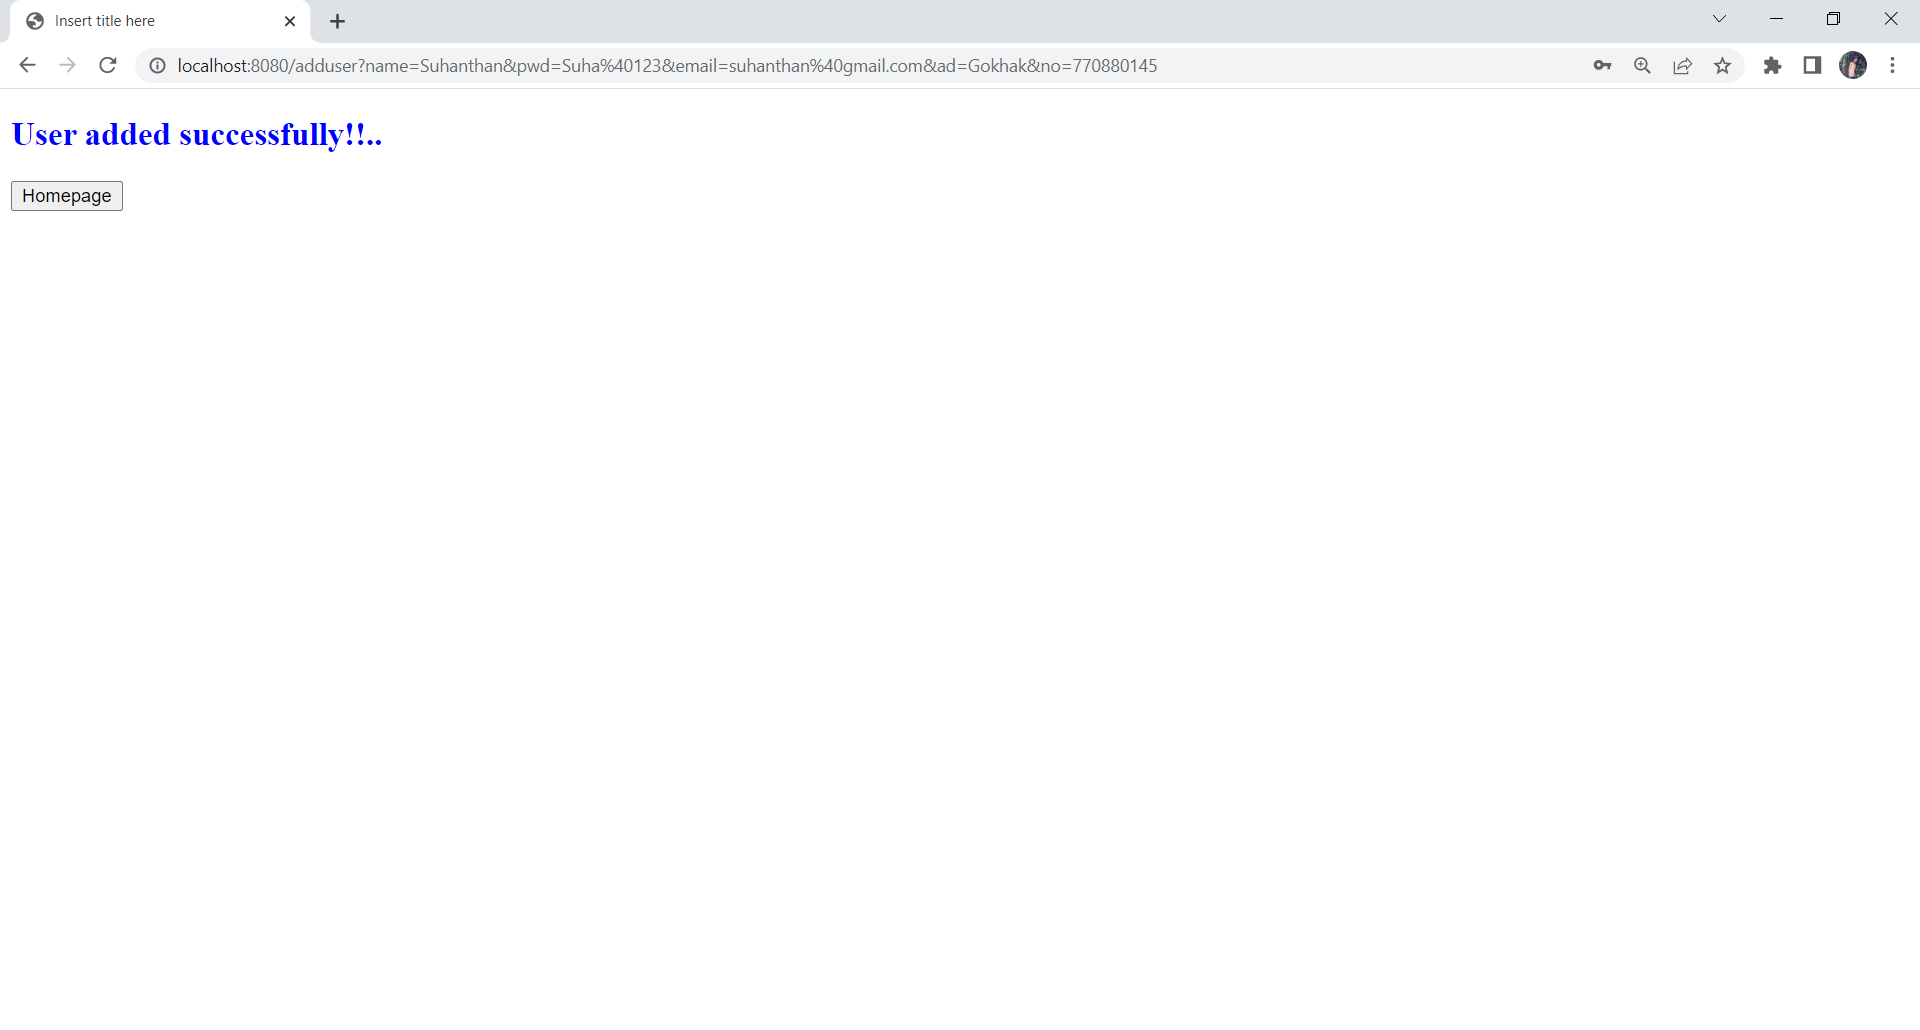 Insert title here
localhost:8080/adduser?name=Suhanthan&pwd=Suha%40123&email=suhanthan%40gmail.com&ad=Gokhak&no=770880145
User added successfully!!..
Homepage